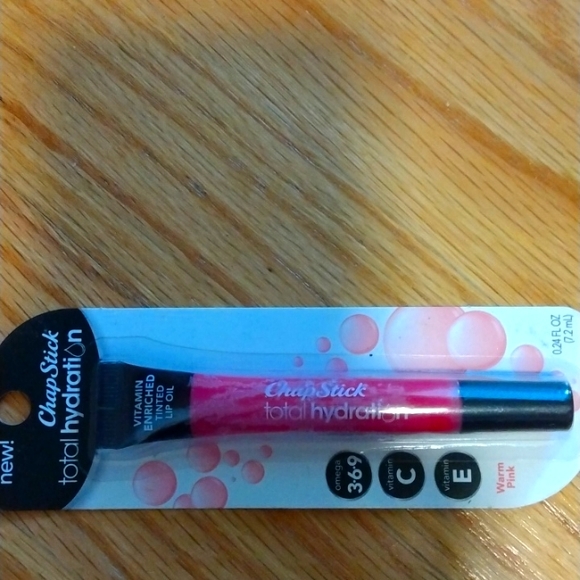 new!
ChapStick
total hydration
VITAMIN
ENRICHED
TINTED
LIP OIL
ChapStick
total hydration
omega
3·6·9
vitamin
C
vitamin
E
Warm
Pink
0.24 FL OZ
(7.2 mL)